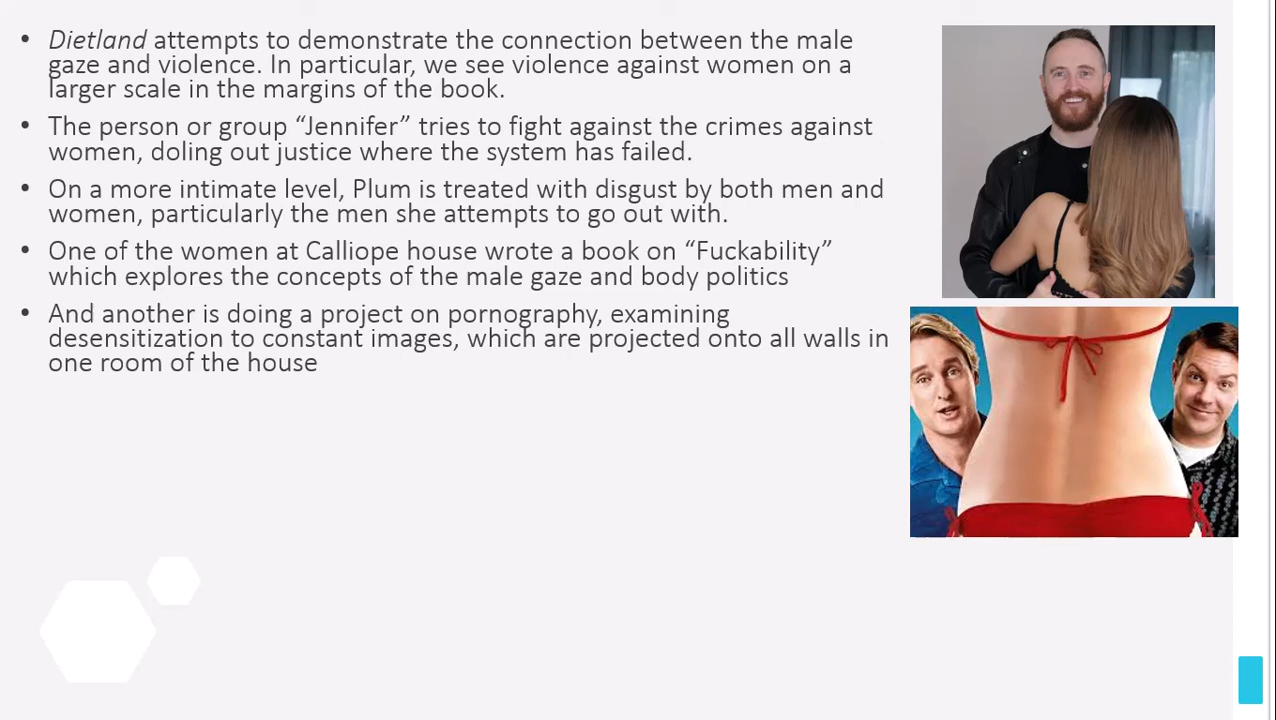 • Dietland attempts to demonstrate the connection between the male
gaze and violence. In particular, we see violence against women on a
larger scale in the margins of the book.
• The person or group “Jennifer” tries to fight against the crimes against
women, doling out justice where the system has failed.
• On a more intimate level, Plum is treated with disgust by both men and
women, particularly the men she attempts to go out with.
• One of the women at Calliope house wrote a book on “Fuckability”
which explores the concepts of the male gaze and body politics
• And another is doing a project on pornography, examining
desensitization to constant images, which are projected onto all walls in
one room of the house